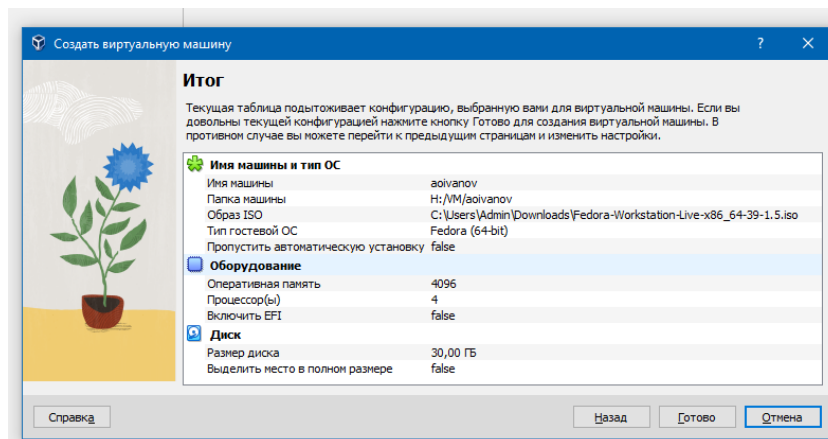 Создать виртуальную машину
?
Итог
Текущая таблица подытоживает конфигурацию, выбранную вами для виртуальной машины. Если вы
довольны текущей конфигурацией нажмите кнопку Готово для создания виртуальной машины. В
противном случае вы можете перейти к предыдущим страницам и изменить настройки.
Имя машины и тип ОС
Имя машины aoivanov
Папка машины H:/VM/aoivanov
Образ ISO C:\Users\Admin\Downloads\Fedora-Workstation-Live-x86_64-39-1.5.iso
Тип гостевой ОС Fedora (64-bit)
Пропустить автоматическую установку false
Оборудование
Оперативная память 4096
Процессор(ы) 4
Включить EFI false
Диск
Размер диска 30,00 ГБ
Выделить место в полном размере false
Справка Назад Готово Отмена